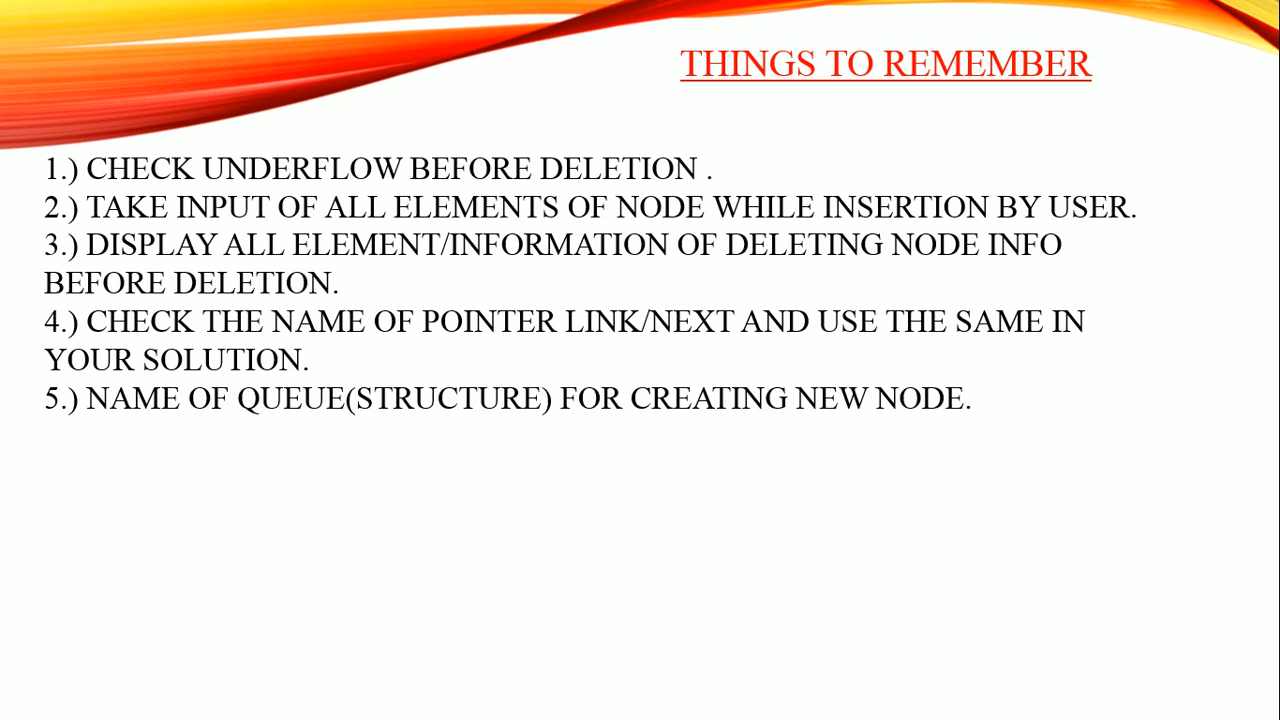 THINGS TO REMEMBER
1.) CHECK UNDERFLOW BEFORE DELETION .
2.) TAKE INPUT OF ALL ELEMENTS OF NODE WHILE INSERTION BY USER.
3.) DISPLAY ALL ELEMENT/INFORMATION OF DELETING NODE INFO
BEFORE DELETION.
4.) CHECK THE NAME OF POINTER LINK/NEXT AND USE THE SAME IN
YOUR SOLUTION.
5.) NAME OF QUEUE(STRUCTURE) FOR CREATING NEW NODE.